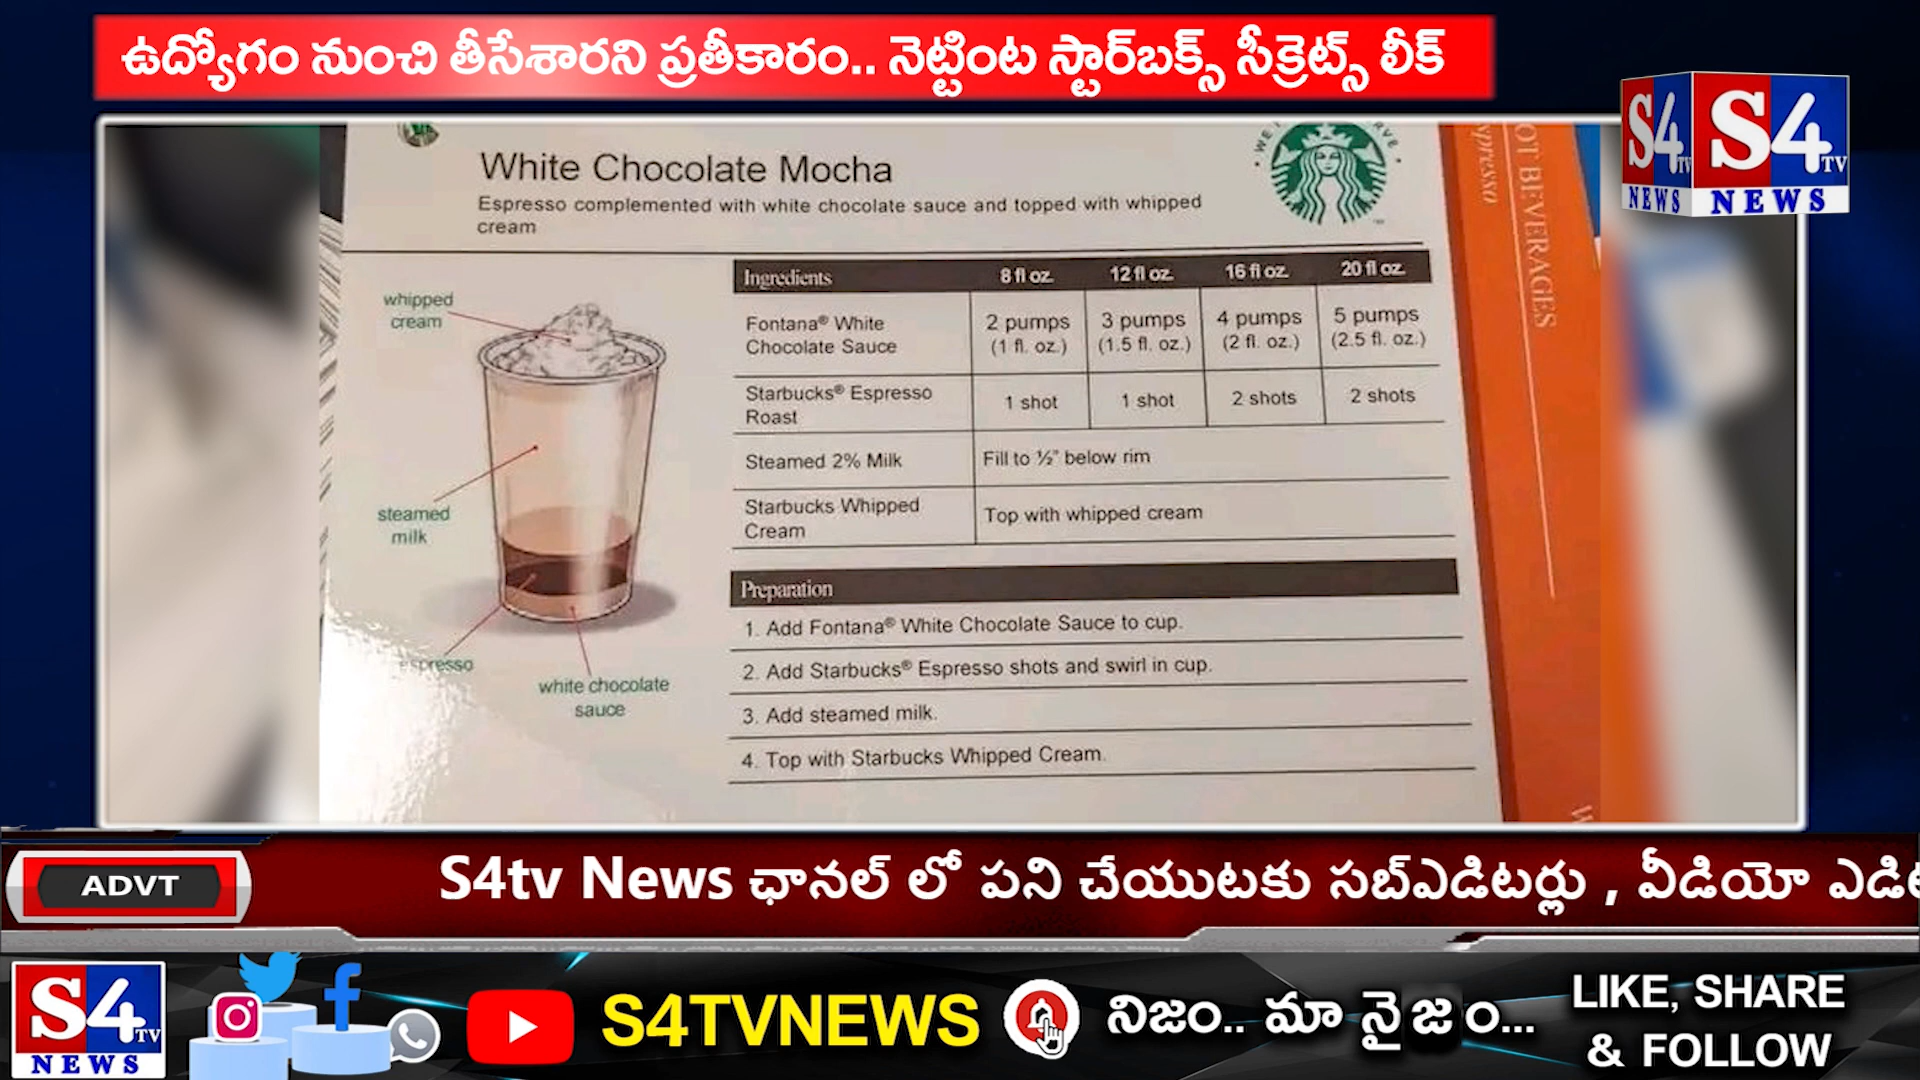 ఉద్యోగం నుంచి తీసేశారని ప్రతీకారం.. నెట్టింట స్టార్‌బక్స్ సీక్రెట్స్ లీక్
S4 TV NEWS
S4 TV NEWS
White Chocolate Mocha
Espresso complemented with white chocolate sauce and topped with whipped
cream
OT BEVERAGES
spresso
whipped
cream
steamed
milk
espresso
white chocolate
sauce
Ingredients 8 fl oz. 12 fl oz. 16 fl oz. 20 fl oz.
Fontana® White 2 pumps 3 pumps 4 pumps 5 pumps
Chocolate Sauce (1 fl. oz.) (1.5 fl. oz.) (2 fl. oz.) (2.5 fl. oz.)
Starbucks® Espresso
Roast 1 shot 1 shot 2 shots 2 shots
Steamed 2% Milk Fill to ½" below rim
Starbucks Whipped
Cream Top with whipped cream
Preparation
1. Add Fontana® White Chocolate Sauce to cup.
2. Add Starbucks® Espresso shots and swirl in cup.
3. Add steamed milk.
4. Top with Starbucks Whipped Cream.
ADVT S4tv News ఛానల్ లో పని చేయుటకు సబ్ఎడిటర్లు , వీడియో
S4 TV NEWS
S4TVNEWS
నిజం.. మా నైజం...
LIKE, SHARE
& FOLLOW